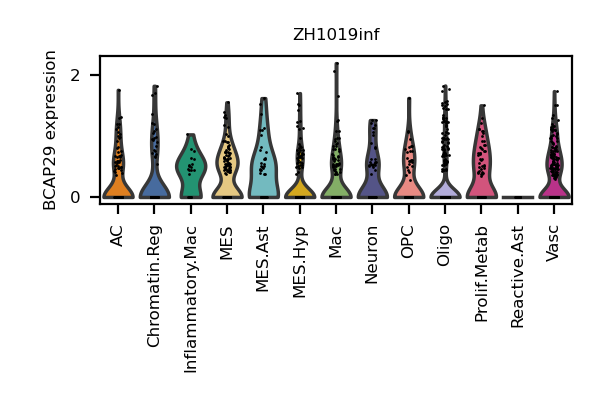 ZH1019inf
BCAP29 expression
2
0
AC
Chromatin.Reg
Inflammatory.Mac
MES
MES.Ast
MES.Hyp
Mac
Neuron
OPC
Oligo
Prolif.Metab
Reactive.Ast
Vasc